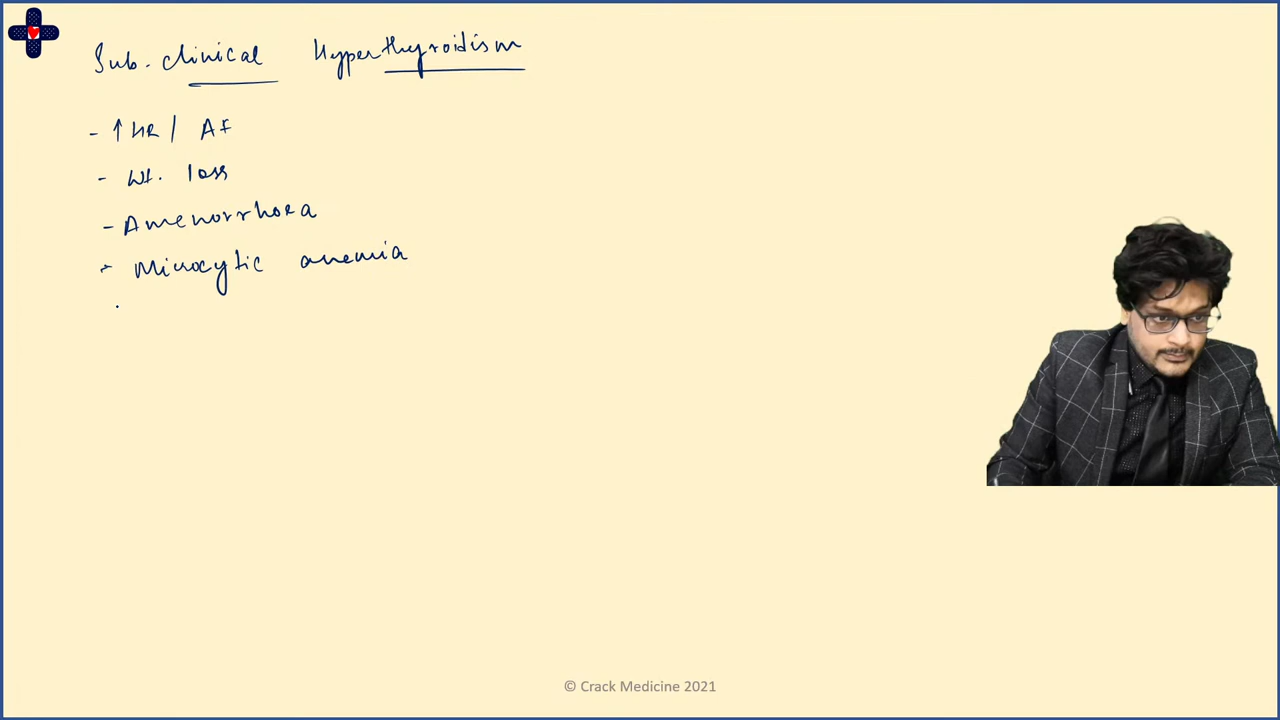 Sub. clinical Hyperthyroidism
- ↑ HR / AF
- Wt. loss
- Amenorrhoea
- Microcytic anemia
© Crack Medicine 2021